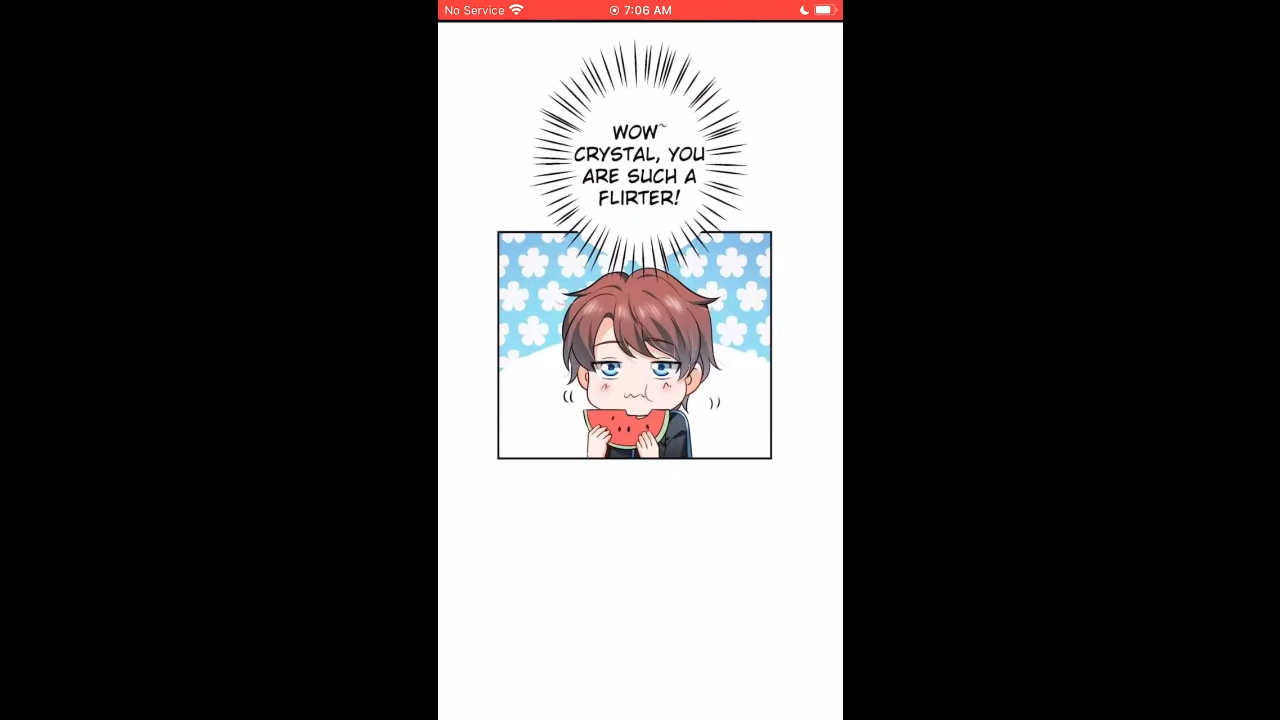 No Service 7:06 AM
WOW~
CRYSTAL, YOU
ARE SUCH A
FLIRTER!